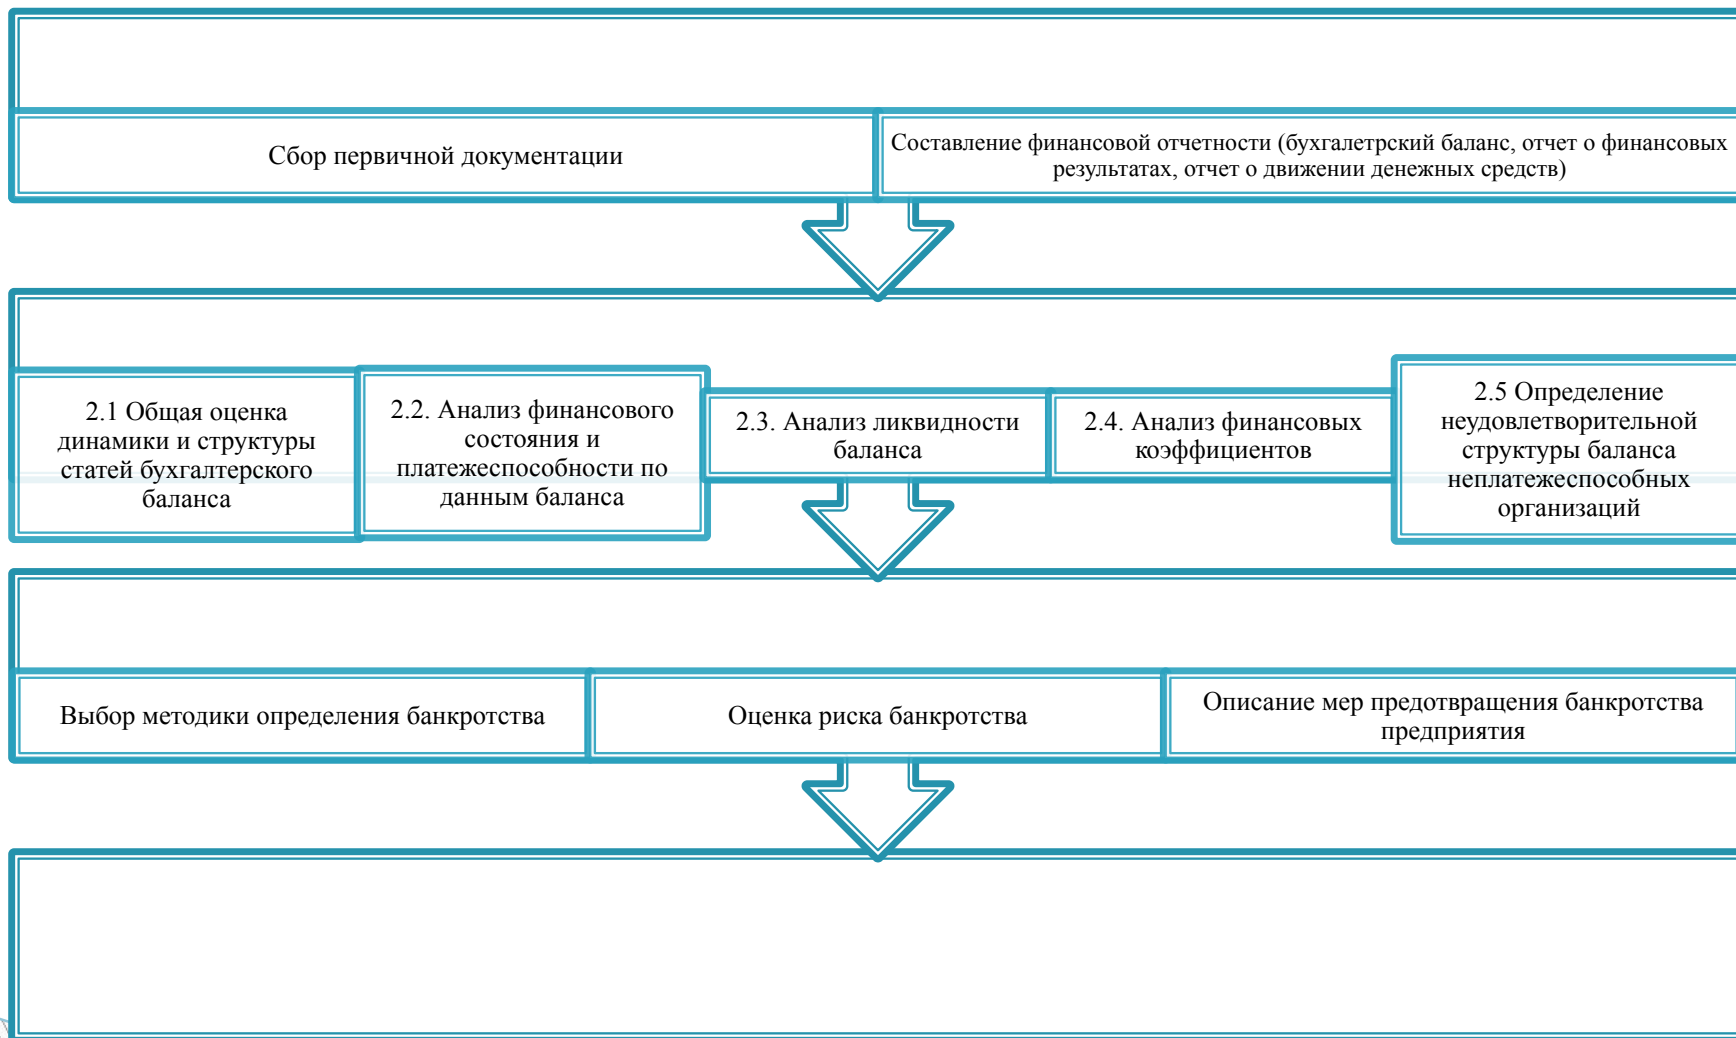 Сбор первичной документации
Составление финансовой отчетности (бухгалетрский баланс, отчет о финансовых
результатах, отчет о движении денежных средств)
2.1 Общая оценка
динамики и структуры
статей бухгалтерского
баланса
2.2. Анализ финансового
состояния и
платежеспособности по
данным баланса
2.3. Анализ ликвидности
баланса
2.4. Анализ финансовых
коэффициентов
2.5 Определение
неудовлетворительной
структуры баланса
неплатежеспособных
организаций
Выбор методики определения банкротства
Оценка риска банкротства
Описание мер предотвращения банкротства
предприятия